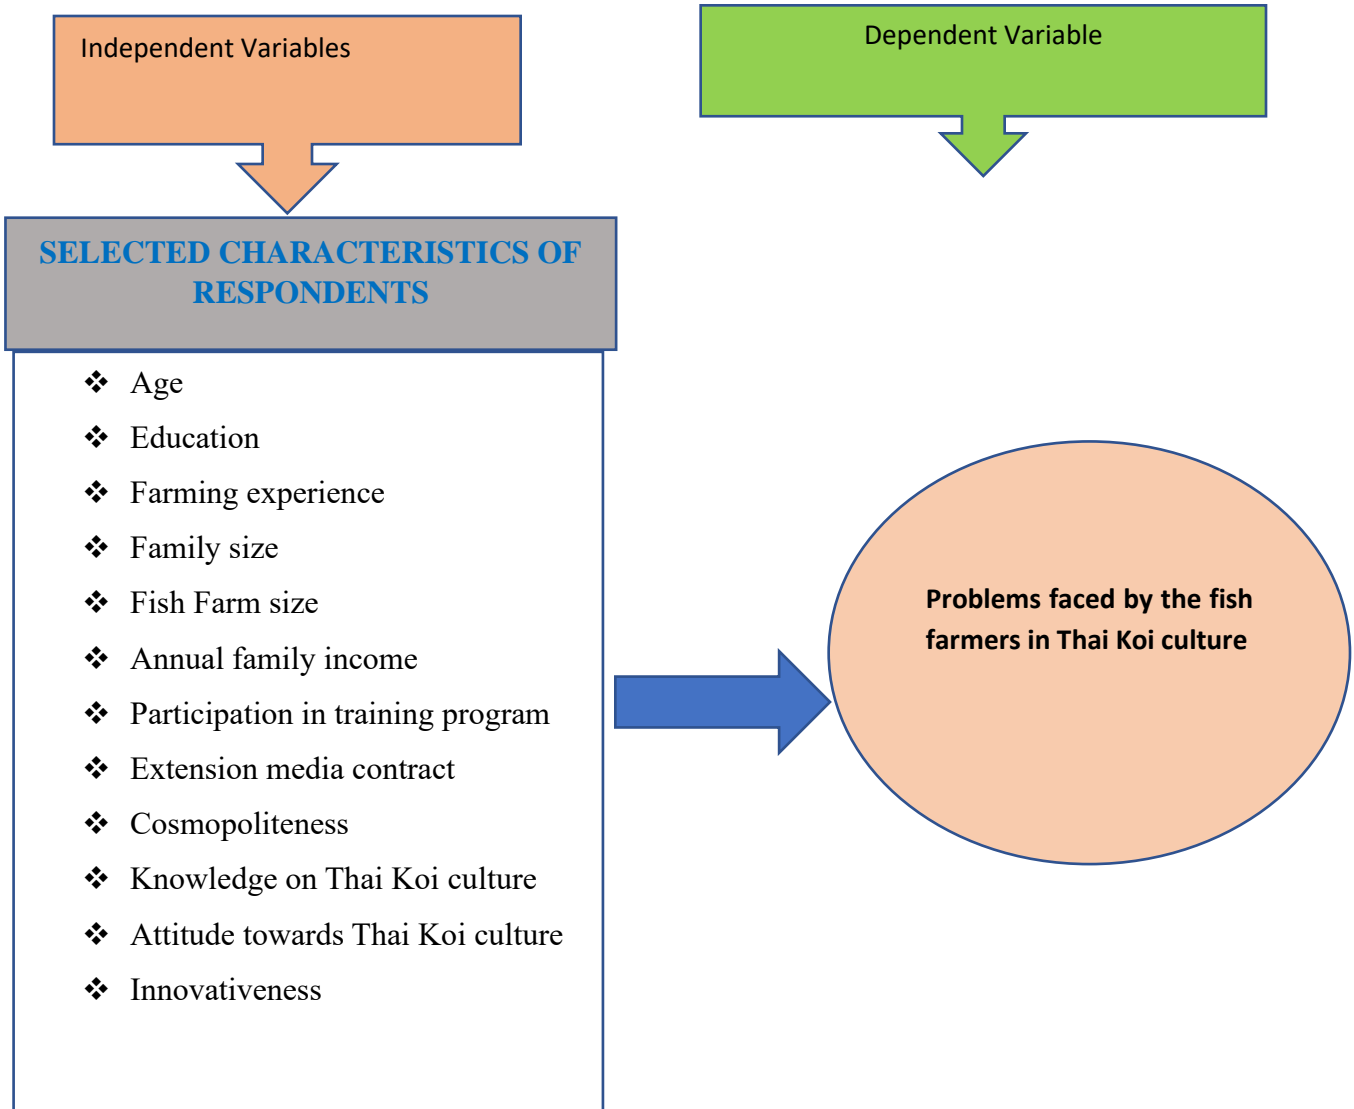 Independent Variables
Dependent Variable
SELECTED CHARACTERISTICS OF
RESPONDENTS
❖ Age
❖ Education
❖ Farming experience
❖ Family size
❖ Fish Farm size
❖ Annual family income
❖ Participation in training program
❖ Extension media contract
❖ Cosmopoliteness
❖ Knowledge on Thai Koi culture
❖ Attitude towards Thai Koi culture
❖ Innovativeness
Problems faced by the fish
farmers in Thai Koi culture